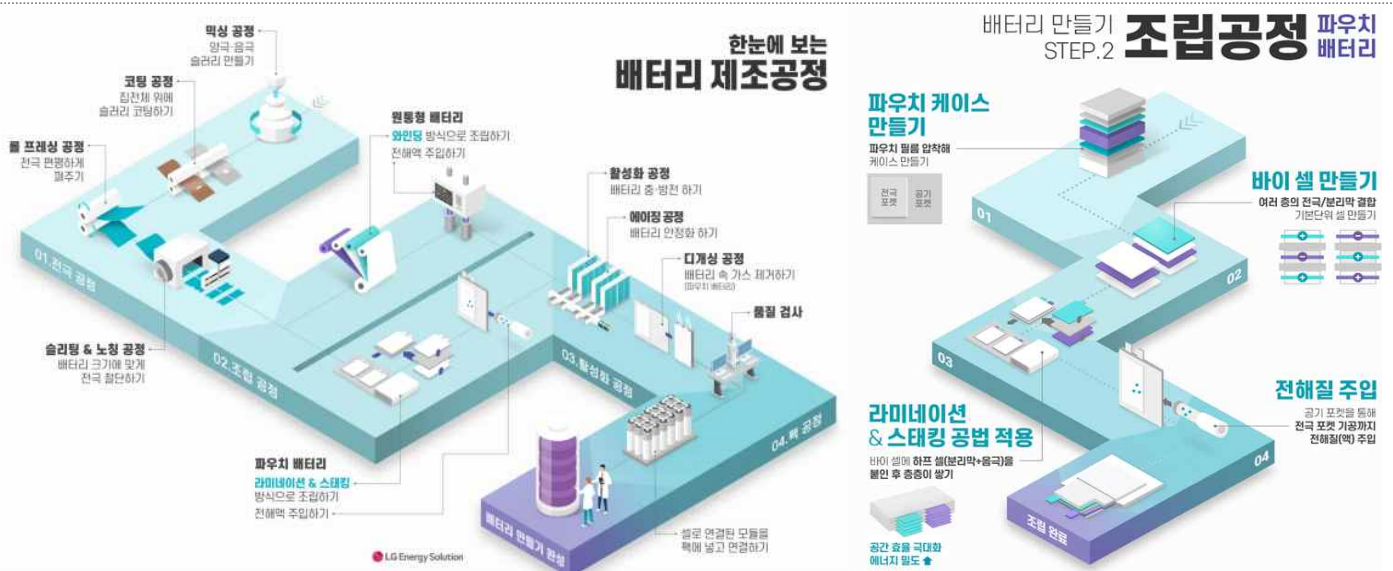 한눈에 보는
배터리 제조공정
믹싱 공정
양극·음극
슬러리 만들기
코팅 공정
집전체 위에
슬러리 코팅하기
롤 프레싱 공정
전극 편평하게
펴주기
01.전극 공정
슬리팅 & 노칭 공정
배터리 크기에 맞게
전극 절단하기
원통형 배터리
와인딩 방식으로 조립하기
전해액 주입하기
02.조립 공정
파우치 배터리
라미네이션 & 스태킹
방식으로 조립하기
전해액 주입하기
활성화 공정
배터리 충·방전 하기
에이징 공정
배터리 안정화 하기
디개싱 공정
배터리 속 가스 제거하기
(파우치 배터리)
품질 검사
03.활성화 공정
04.팩 공정
셀로 연결된 모듈을
팩에 넣고 연결하기
배터리 만들기 완성
LG Energy Solution
배터리 만들기
STEP.2
조립공정
파우치
배터리
파우치 케이스
만들기
파우치 필름 압착해
케이스 만들기
전극
포켓
공기
포켓
01
바이 셀 만들기
여러 층의 전극/분리막 결합
기본단위 셀 만들기
02
03
라미네이션
& 스태킹 공법 적용
바이 셀에 하프 셀(분리막+음극)을
붙인 후 층층이 쌓기
공간 효율 극대화
에너지 밀도
전해질 주입
공기 포켓을 통해
전극 포켓 기공까지
전해질(액) 주입
04
조립 완료